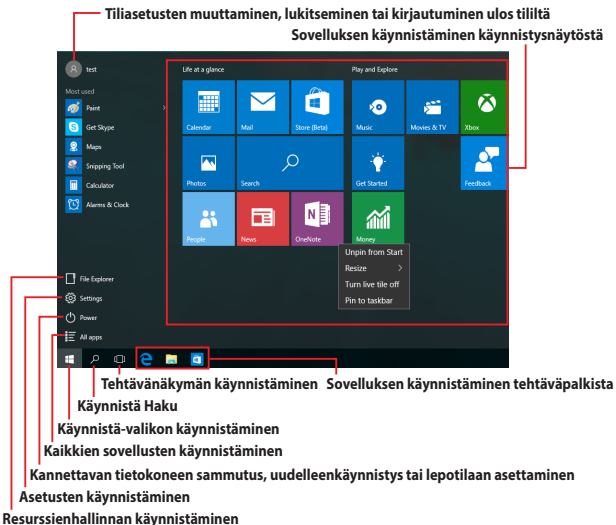 Tiliasetusten muuttaminen, lukitseminen tai kirjautuminen ulos tililtä
Sovelluksen käynnistäminen käynnistysnäytöstä
test
Life at a glance
Play and Explore
Most used
Paint
Get Skype
Maps
Snipping Tool
Calculator
Alarms & Clock
Calendar
Mail
Store (Beta)
Music
Movies & TV
Xbox
Photos
Search
Get Started
Feedback
People
News
OneNote
Money
Unpin from Start
Resize
Turn live tile off
Pin to taskbar
File Explorer
Settings
Power
All apps
Tehtävänäkymän käynnistäminen
Sovelluksen käynnistäminen tehtäväpalkista
Käynnistä Haku
Käynnistä-valikon käynnistäminen
Kaikkien sovellusten käynnistäminen
Kannettavan tietokoneen sammutus, uudelleenkäynnistys tai lepotilaan asettaminen
Asetusten käynnistäminen
Resurssienhallinnan käynnistäminen